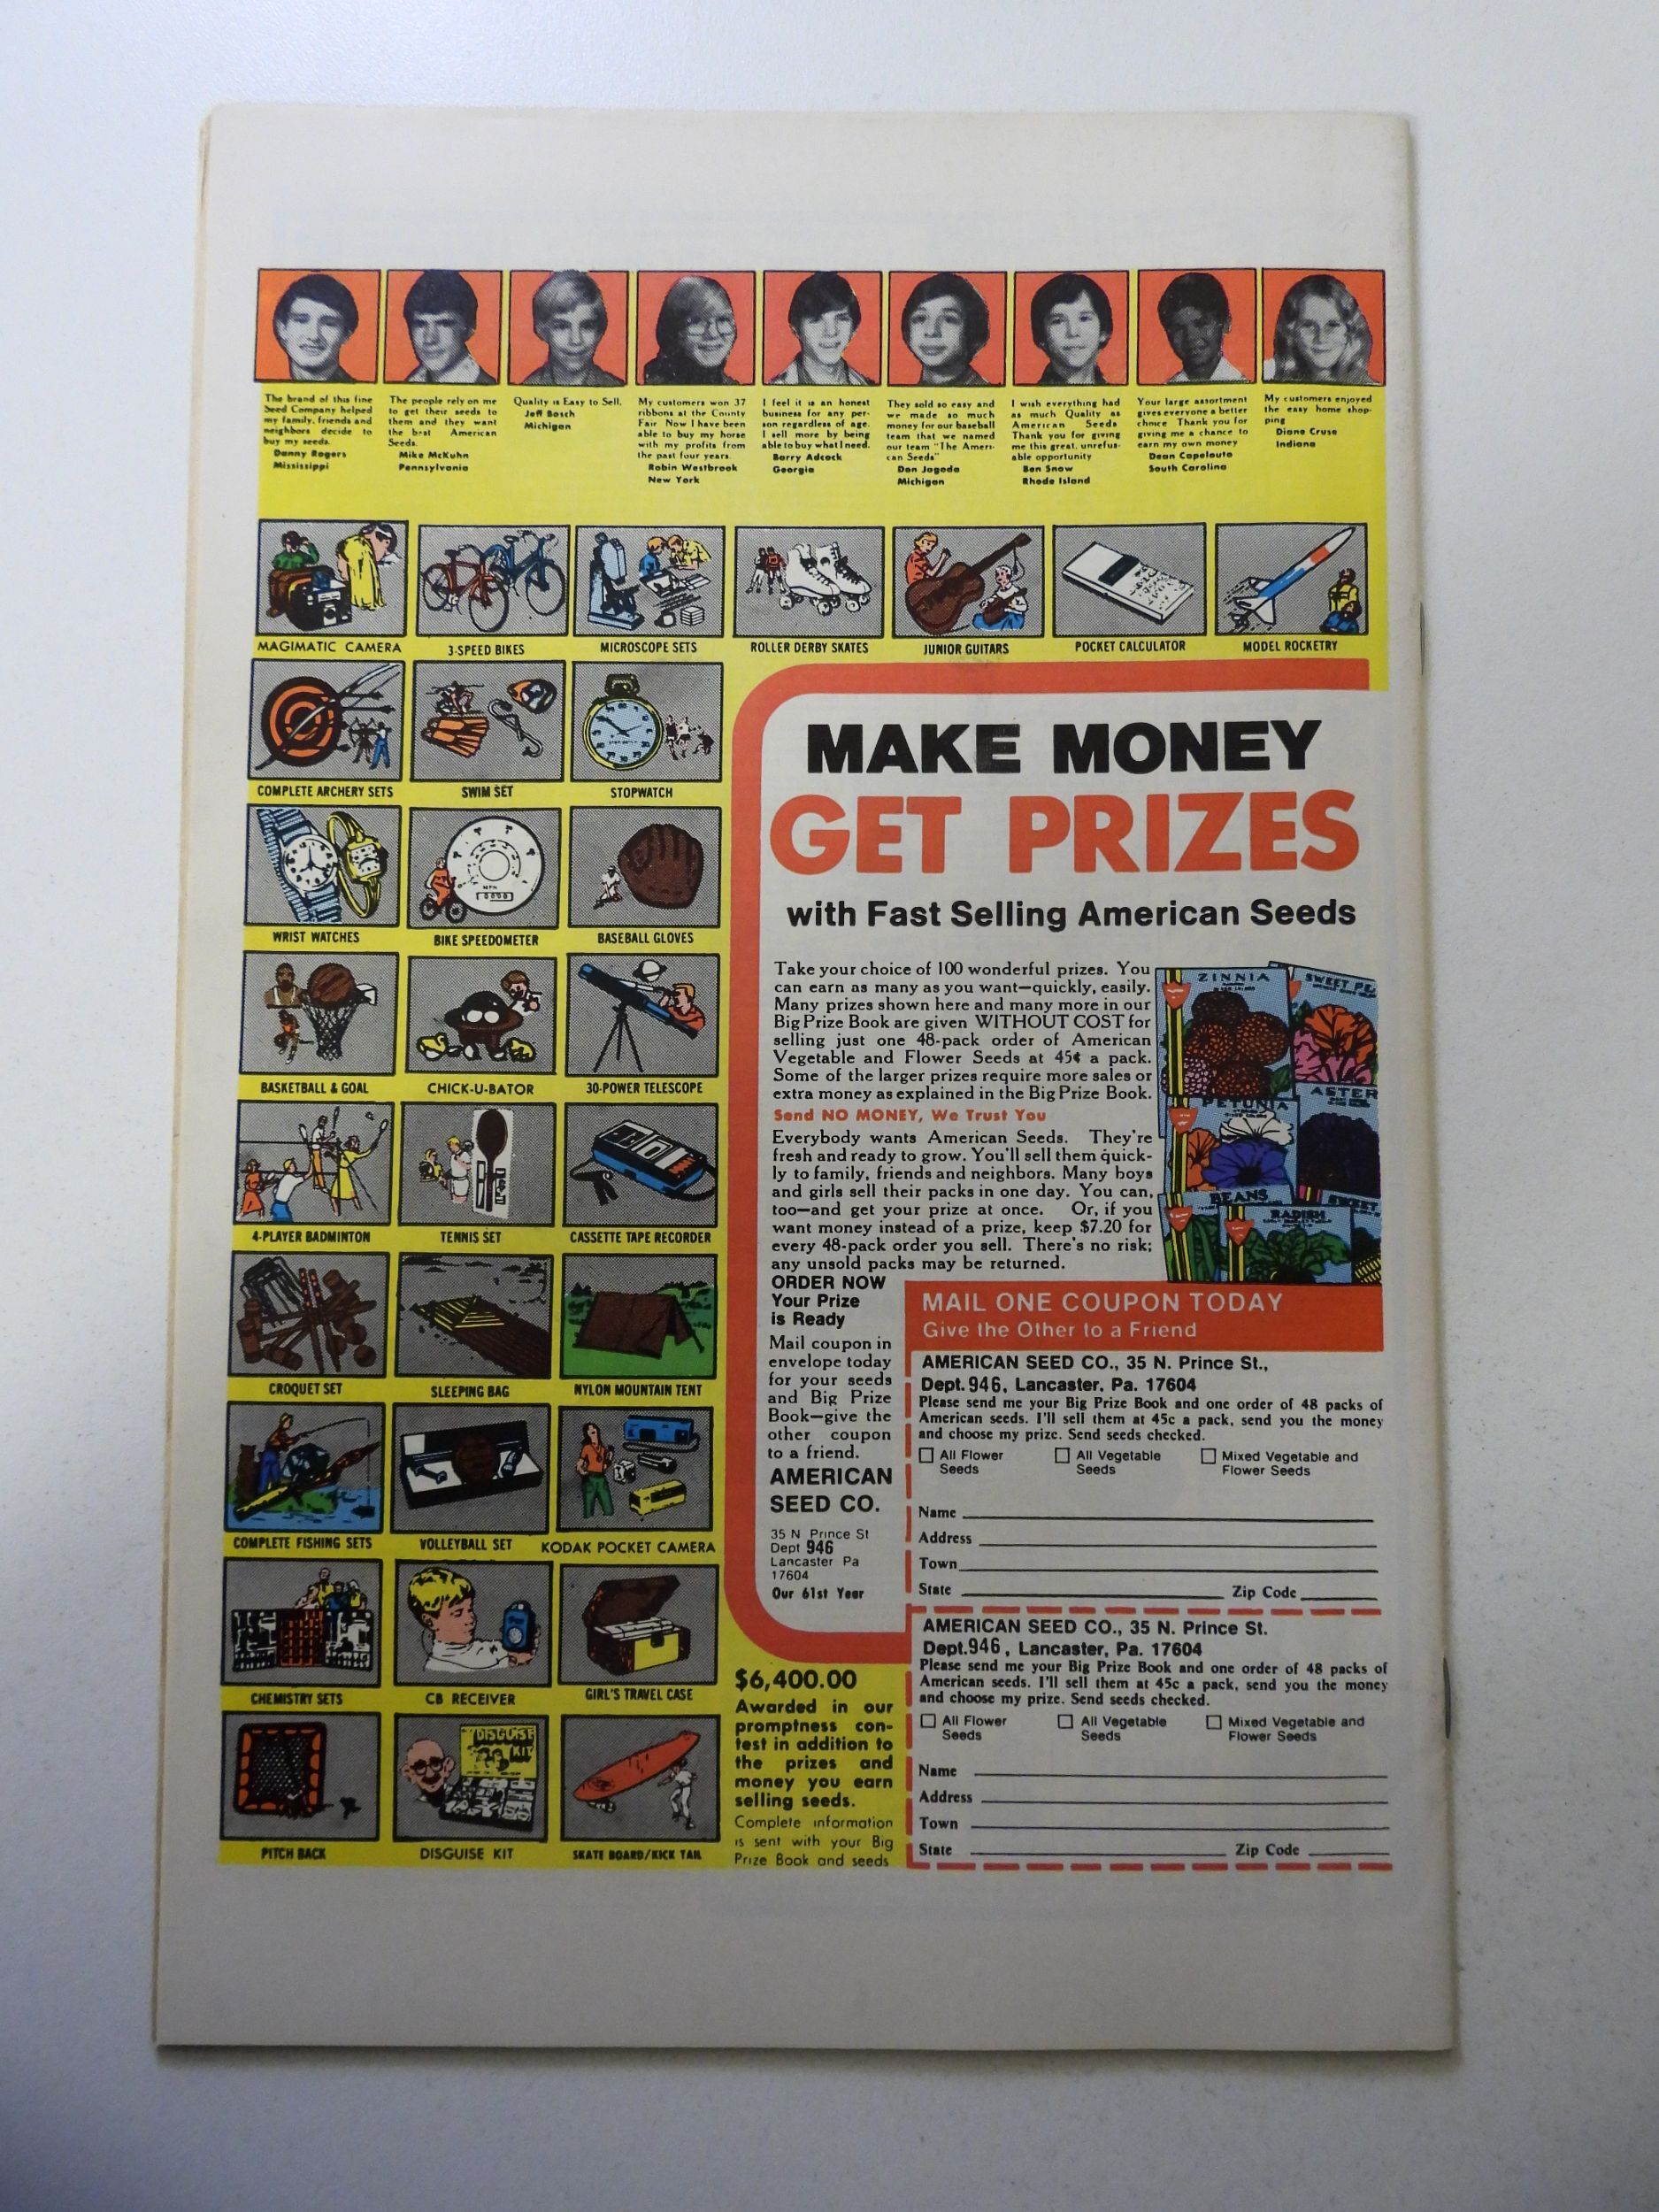 The brand of this fine
Seed Company helped
my family, friends and
neighbors decide to
buy my seeds.
Danny Rogers
Mississippi
The people rely on me
to get their seeds to
them and they want
the best American
Seeds.
Mike McKuhn
Pennsylvania
Quality is Easy to Sell.
Jeff Bosch
Michigan
My customers won 37
ribbons at the County
Fair Now I have been
able to buy my horse
with my profits from
the past four years.
Robin Westbrook
New York
I feel it is an honest
business for any per-
son regardless of age.
I sell more by being
able to buy what I need.
Barry Adcock
Georgia
They sold so easy and
we made so much
money for our baseball
team that we named
our team "The Ameri-
can Seeds"
Don Jagoda
Michigan
I wish everything had
as much Quality as
American Seeds
Thank you for giving
me this great, unrefus-
able opportunity
Ben Snow
Rhode Island
Your large assortment
gives everyone a better
choice Thank you for
giving me a chance to
earn my own money
Dean Capelouto
South Carolina
My customers enjoyed
the easy home shop-
ping
Diane Cruse
Indiana
MAGIMATIC CAMERA
3-SPEED BIKES
MICROSCOPE SETS
ROLLER DERBY SKATES
JUNIOR GUITARS
POCKET CALCULATOR
MODEL ROCKETRY
COMPLETE ARCHERY SETS
SWIM SET
STOPWATCH
WRIST WATCHES
MPH
BIKE SPEEDOMETER
BASEBALL GLOVES
BASKETBALL & GOAL
CHICK-U-BATOR
30-POWER TELESCOPE
4-PLAYER BADMINTON
TENNIS SET
CASSETTE TAPE RECORDER
CROQUET SET
SLEEPING BAG
NYLON MOUNTAIN TENT
COMPLETE FISHING SETS
VOLLEYBALL SET
KODAK POCKET CAMERA
CHEMISTRY SETS
CB RECEIVER
GIRL'S TRAVEL CASE
PITCH BACK
DISGUISE
KIT
DISGUISE KIT
SKATE BOARD/KICK TAIL
MAKE MONEY
GET PRIZES
with Fast Selling American Seeds
Take your choice of 100 wonderful prizes. You
can earn as many as you want—quickly, easily.
Many prizes shown here and many more in our
Big Prize Book are given WITHOUT COST for
selling just one 48-pack order of American
Vegetable and Flower Seeds at 45¢ a pack.
Some of the larger prizes require more sales or
extra money as explained in the Big Prize Book.
Send NO MONEY, We Trust You
Everybody wants American Seeds. They're
fresh and ready to grow. You'll sell them quick-
ly to family, friends and neighbors. Many boys
and girls sell their packs in one day. You can,
too—and get your prize at once. Or, if you
want money instead of a prize, keep $7.20 for
every 48-pack order you sell. There's no risk;
any unsold packs may be returned.
ZINNIA
SWEET PE
ASTER
PETUNIA
BEANS
RADISH
SWEET
ORDER NOW
Your Prize
is Ready
Mail coupon in
envelope today
for your seeds
and Big Prize
Book—give the
other coupon
to a friend.
AMERICAN
SEED CO.
35 N Prince St
Dept 946
Lancaster Pa
17604
Our 61st Year
$6,400.00
Awarded in our
promptness con-
test in addition to
the prizes and
money you earn
selling seeds.
Complete information
is sent with your Big
Prize Book and seeds
MAIL ONE COUPON TODAY
Give the Other to a Friend
AMERICAN SEED CO., 35 N. Prince St.,
Dept. 946, Lancaster, Pa. 17604
Please send me your Big Prize Book and one order of 48 packs of
American seeds. I'll sell them at 45c a pack, send you the money
and choose my prize. Send seeds checked.
All Flower Seeds
All Vegetable Seeds
Mixed Vegetable and Flower Seeds
Name
Address
Town
State Zip Code
AMERICAN SEED CO., 35 N. Prince St.
Dept. 946, Lancaster, Pa. 17604
Please send me your Big Prize Book and one order of 48 packs of
American seeds. I'll sell them at 45c a pack, send you the money
and choose my prize. Send seeds checked.
All Flower Seeds
All Vegetable Seeds
Mixed Vegetable and Flower Seeds
Name
Address
Town
State Zip Code